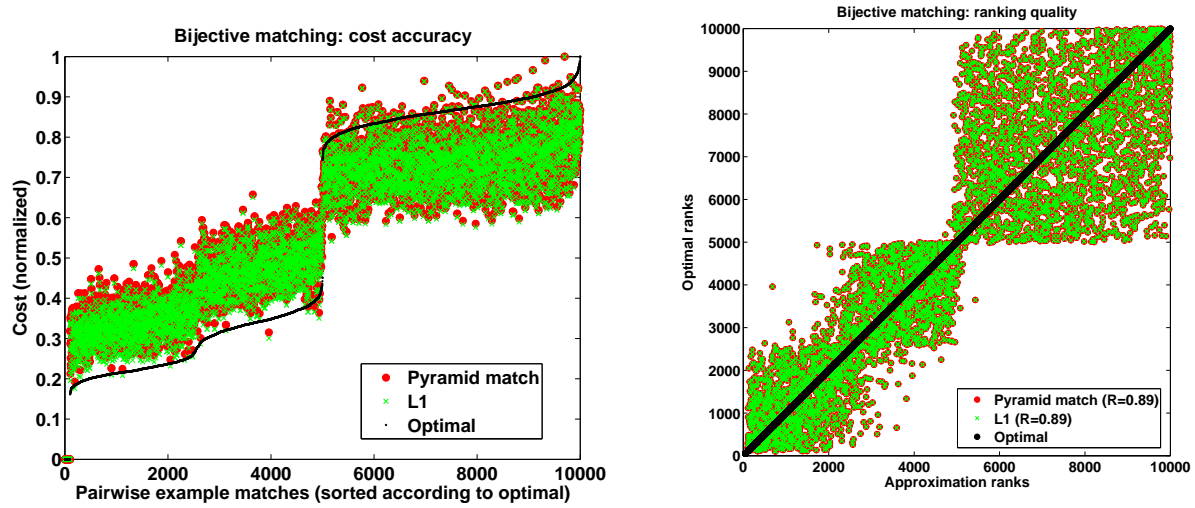 Bijective matching: cost accuracy
Cost (normalized)
1
0.9
0.8
0.7
0.6
0.5
0.4
0.3
0.2
0.1
0
0 2000 4000 6000 8000 10000
Pairwise example matches (sorted according to optimal)
Pyramid match
L1
Optimal
Bijective matching: ranking quality
Optimal ranks
10000
9000
8000
7000
6000
5000
4000
3000
2000
1000
0
0 2000 4000 6000 8000 10000
Approximation ranks
Pyramid match (R=0.89)
L1 (R=0.89)
Optimal